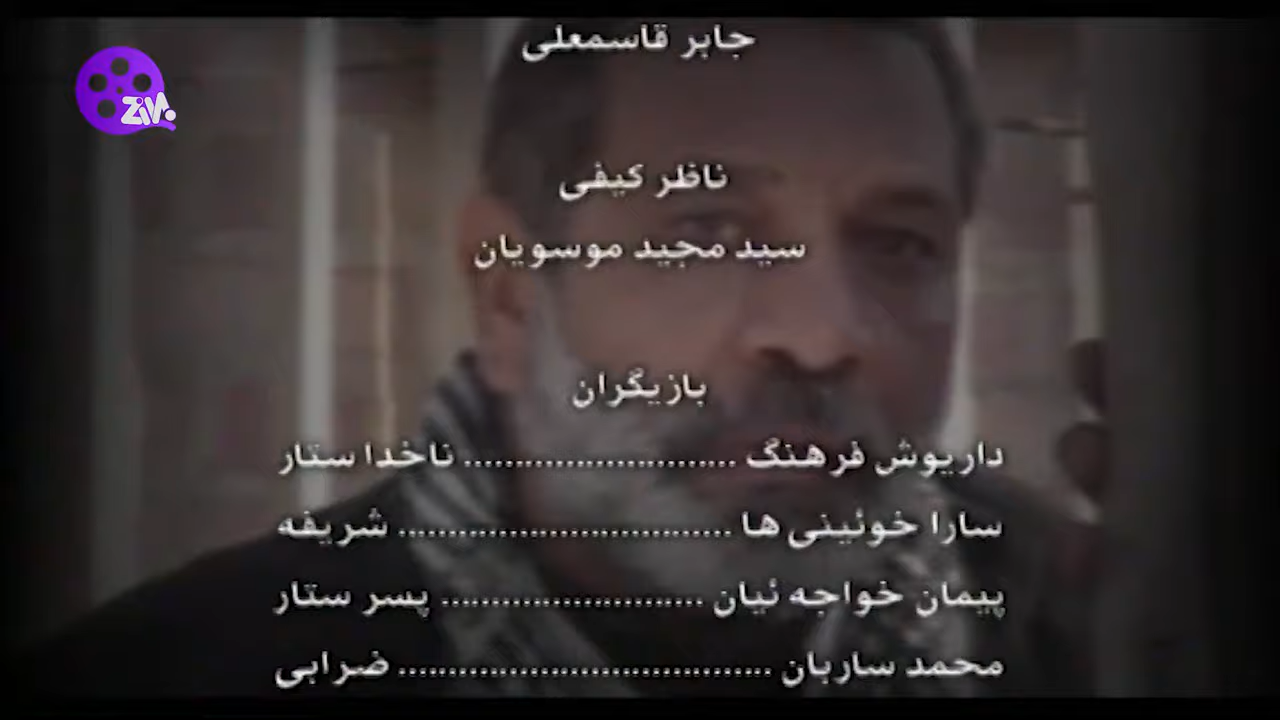 ZiM.
جابر قاسمعلی
ناظر کیفی
سید مجید موسویان
بازیگران
داریوش فرهنگ ............................ ناخدا ستار
سارا خوئینی ها .................................. شریفه
پیمان خواجه ئیان ........................... پسر ستار
محمد ساربان ...................................... ضرابی